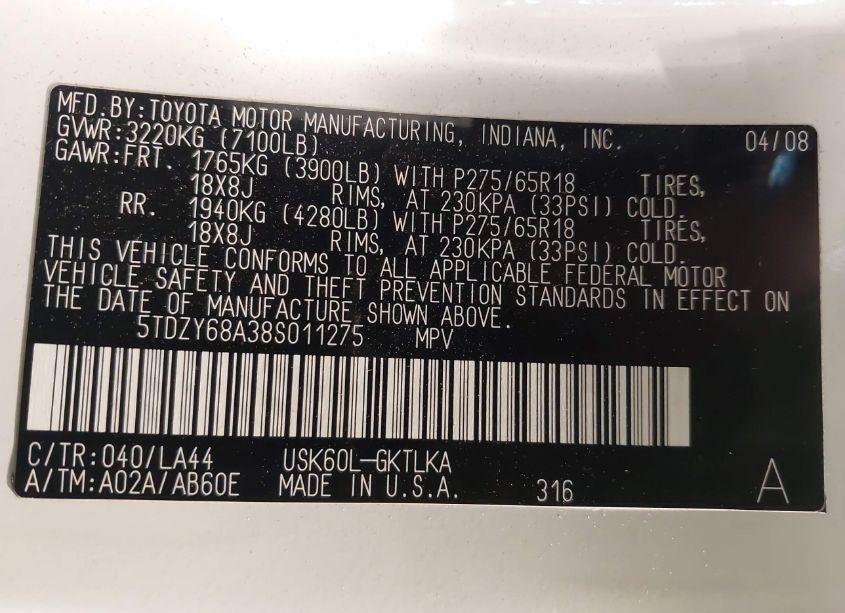 MFD.BY:TOYOTA MOTOR MANUFACTURING, INDIANA, INC. 04/08
GVWR:3220KG (7100LB)
GAWR:FRT. 1765KG (3900LB) WITH P275/65R18 TIRES,
18X8J RIMS, AT 230KPA (33PSI) COLD.
RR. 1940KG (4280LB) WITH P275/65R18 TIRES,
18X8J RIMS, AT 230KPA (33PSI) COLD.
THIS VEHICLE CONFORMS TO ALL APPLICABLE FEDERAL MOTOR
VEHICLE SAFETY AND THEFT PREVENTION STANDARDS IN EFFECT ON
THE DATE OF MANUFACTURE SHOWN ABOVE.
5TDZY68A38S011275 MPV
C/TR:040/LA44 USK60L-GKTLKA
A/TM:A02A/AB60E MADE IN U.S.A. 316 A